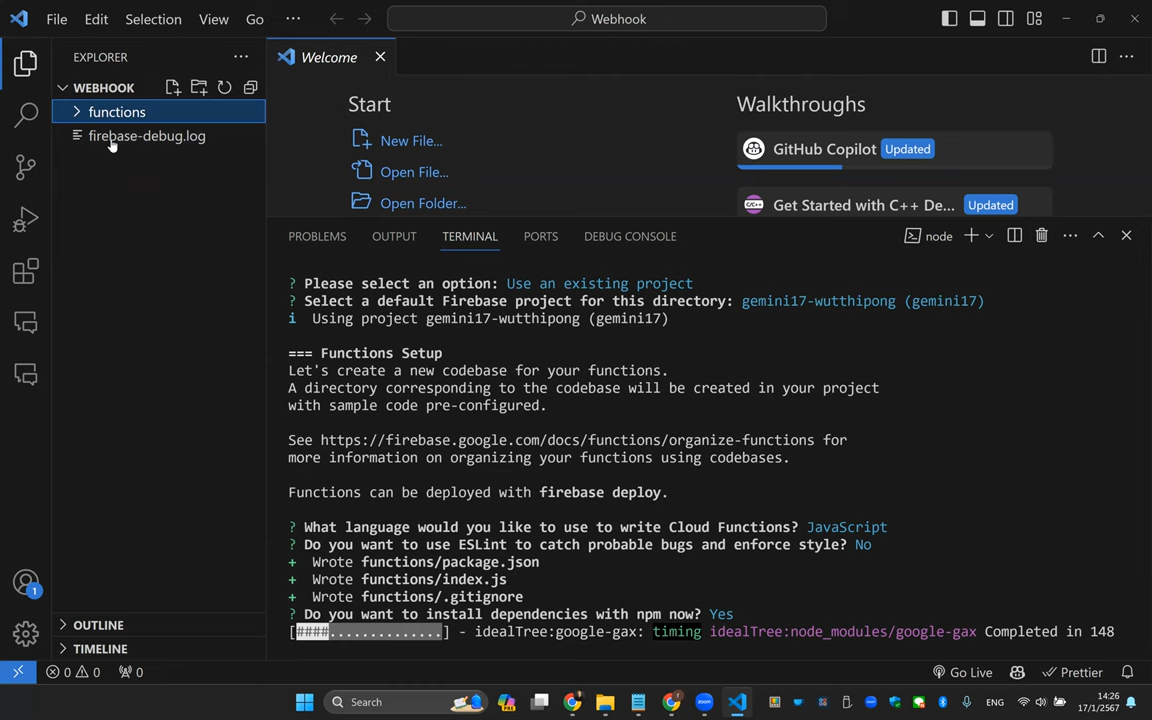 File Edit Selection View Go ··· Webhook
EXPLORER ···
WEBHOOK
functions
firebase-debug.log
OUTLINE
TIMELINE
Welcome
Start
New File...
Open File...
Open Folder...
Walkthroughs
GitHub Copilot Updated
Get Started with C++ De... Updated
PROBLEMS OUTPUT TERMINAL PORTS DEBUG CONSOLE node
? Please select an option: Use an existing project
? Select a default Firebase project for this directory: gemini17-wutthipong (gemini17)
i Using project gemini17-wutthipong (gemini17)
=== Functions Setup
Let's create a new codebase for your functions.
A directory corresponding to the codebase will be created in your project
with sample code pre-configured.
See https://firebase.google.com/docs/functions/organize-functions for
more information on organizing your functions using codebases.
Functions can be deployed with firebase deploy.
? What language would you like to use to write Cloud Functions? JavaScript
? Do you want to use ESLint to catch probable bugs and enforce style? No
+ Wrote functions/package.json
+ Wrote functions/index.js
+ Wrote functions/.gitignore
? Do you want to install dependencies with npm now? Yes
[####..............] - idealTree:google-gax: timing idealTree:node_modules/google-gax Completed in 148
1
0 0 0 Go Live Prettier
Search ENG 14:26
17/1/2567